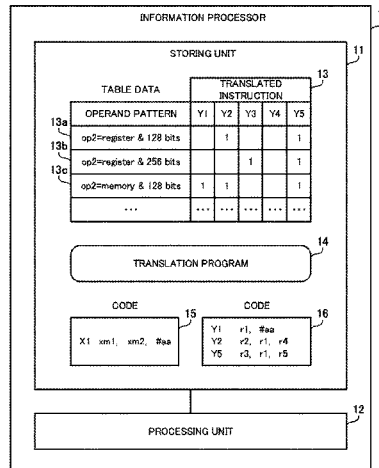 INFORMATION PROCESSOR
STORING UNIT
11
TABLE DATA
TRANSLATED INSTRUCTION
13
OPERAND PATTERN Y1 Y2 Y3 Y4 Y5
13a
op2=register & 128 bits 1 1
13b
op2=register & 256 bits 1 1
13c
op2=memory & 128 bits 1 1 1
... ... ... ... ... ...
14
TRANSLATION PROGRAM
CODE
15
X1 xm1, xm2, #aa
CODE
16
Y1 r1, #aa
Y2 r2, r1, r4
Y5 r3, r1, r5
12
PROCESSING UNIT